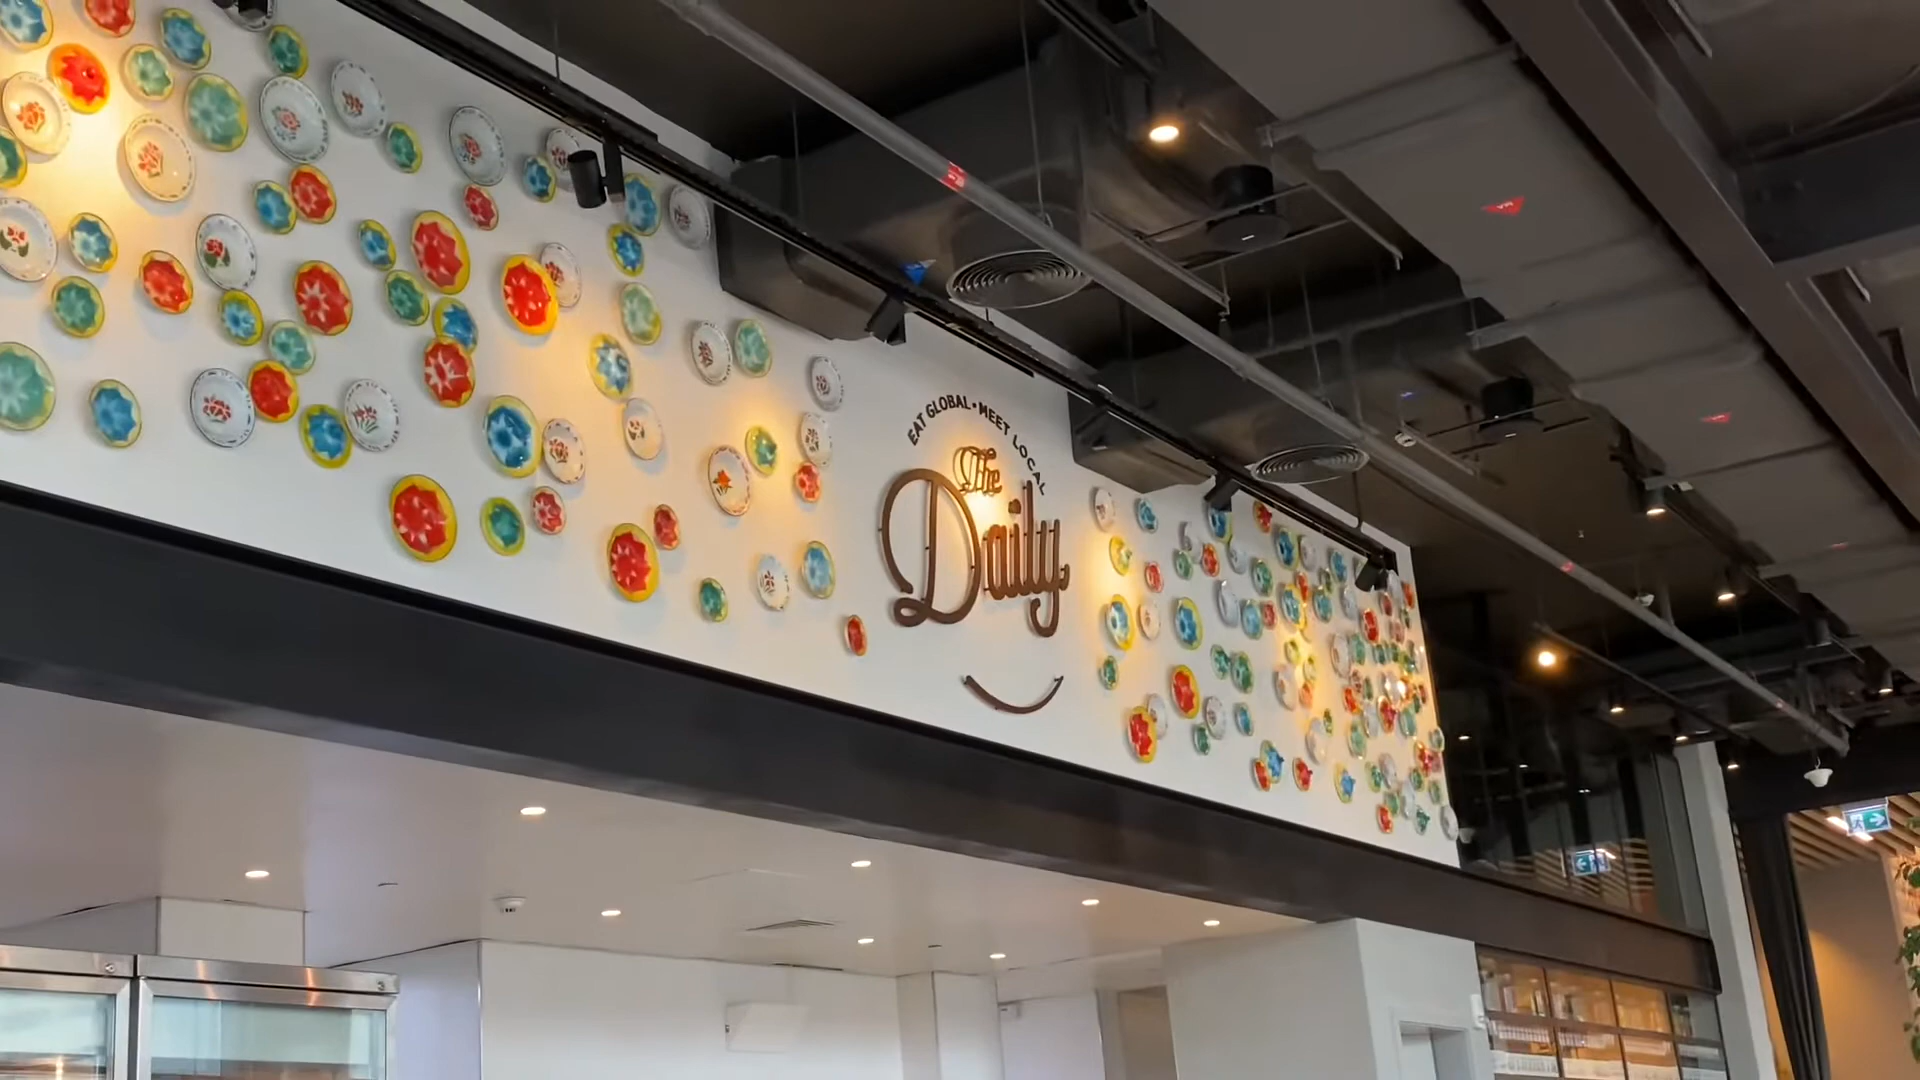 EAT GLOBAL • MEET LOCAL
The
Daily